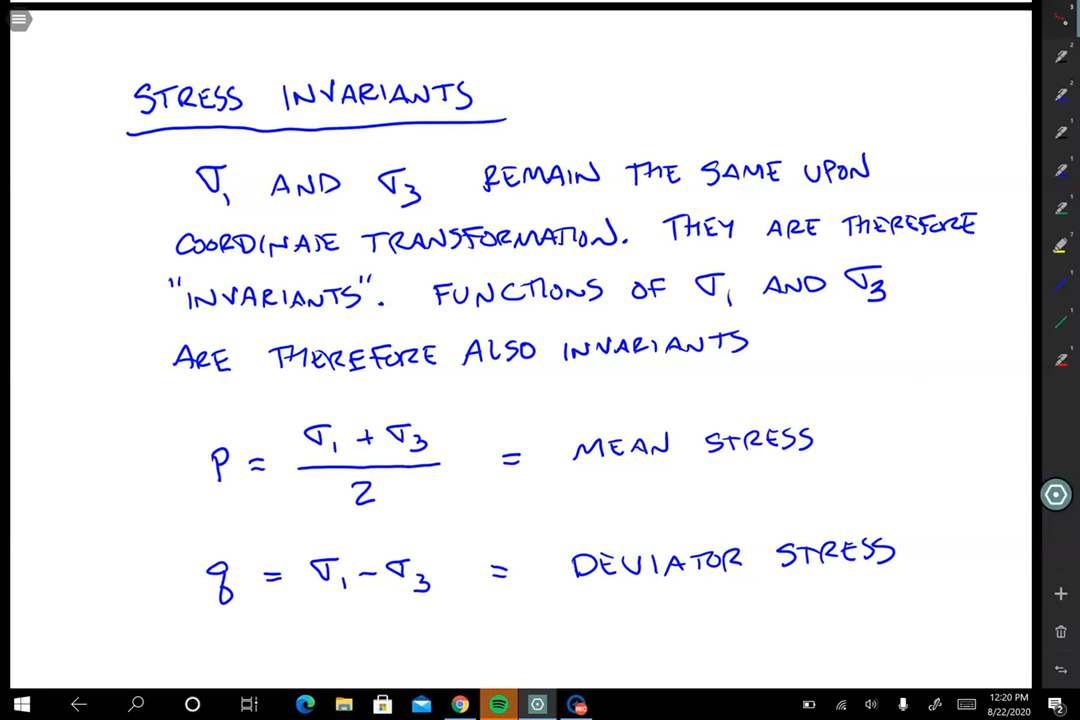 STRESS INVARIANTS
σ₁ AND σ₃ REMAIN THE SAME UPON
COORDINATE TRANSFORMATION. THEY ARE THEREFORE
"INVARIANTS". FUNCTIONS OF σ₁ AND σ₃
ARE THEREFORE ALSO INVARIANTS
p = (σ₁ + σ₃) / 2 = MEAN STRESS
q = σ₁ - σ₃ = DEVIATOR STRESS
12:20 PM
8/22/2020